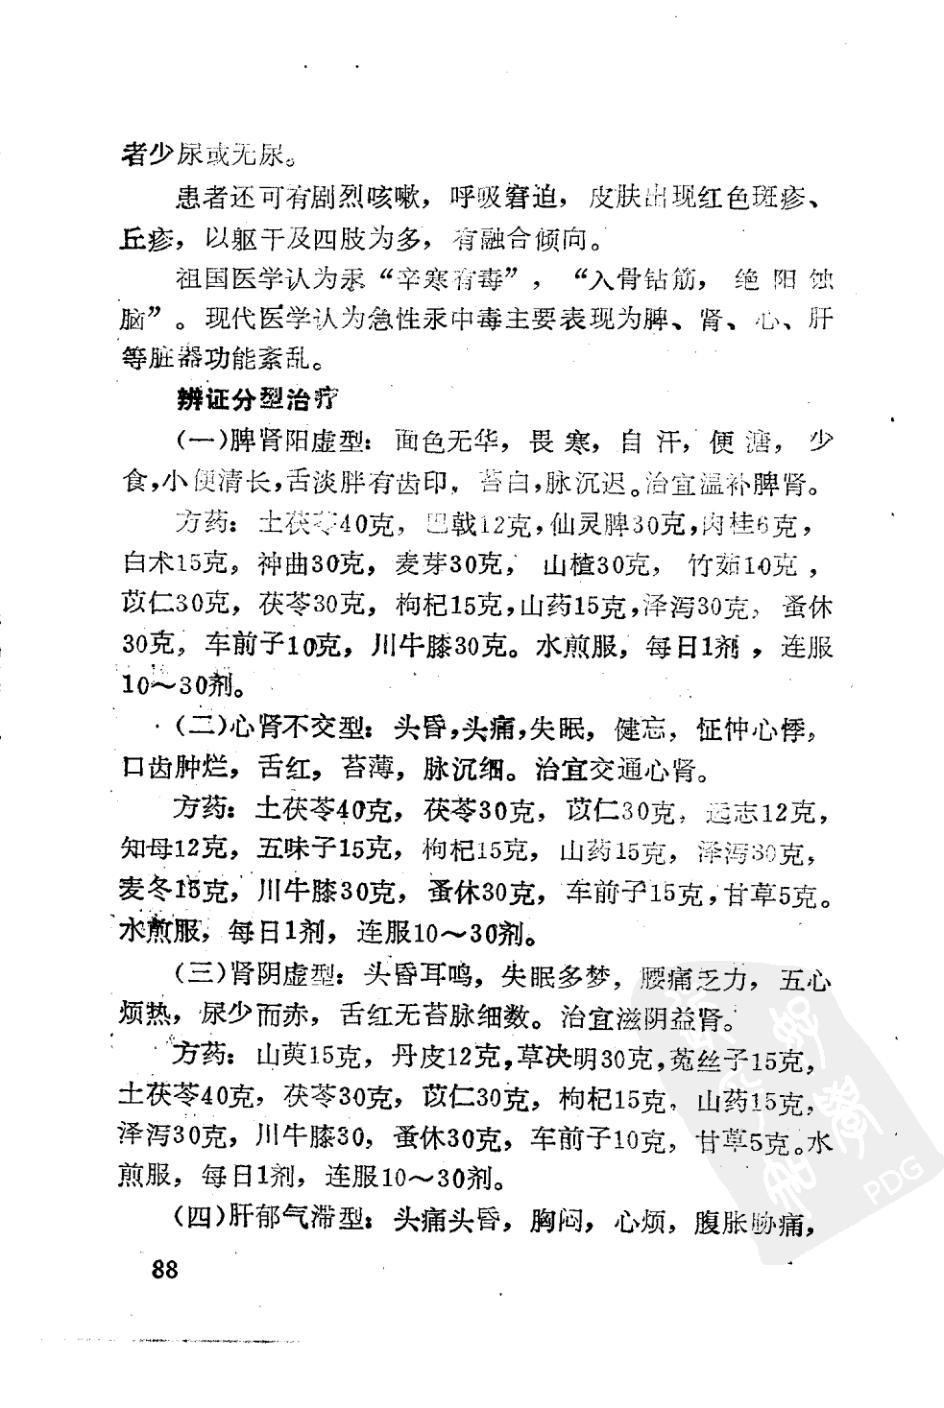 者少尿或无尿。
患者还可有剧烈咳嗽，呼吸窘迫，皮肤出现红色斑疹、
丘疹，以躯干及四肢为多，有融合倾向。
祖国医学认为汞“辛寒有毒”，“入骨钻筋，绝阳蚀
脑”。现代医学认为急性汞中毒主要表现为脾、肾、心、肝
等脏器功能紊乱。
辨证分型治疗
（一）脾肾阳虚型：面色无华，畏寒，自汗，便溏，少
食，小便清长，舌淡胖有齿印，苔白，脉沉迟。治宜温补脾肾。
方药：土茯苓40克，巴戟12克，仙灵脾30克，肉桂6克，
白术15克，神曲30克，麦芽30克，山楂30克，竹茹10克，
苡仁30克，茯苓30克，枸杞15克，山药15克，泽泻30克，蚤休
30克，车前子10克，川牛膝30克。水煎服，每日1剂，连服
10～30剂。
（二）心肾不交型：头昏，头痛，失眠，健忘，怔忡心悸，
口齿肿烂，舌红，苔薄，脉沉细。治宜交通心肾。
方药：土茯苓40克，茯苓30克，苡仁30克，远志12克，
知母12克，五味子15克，枸杞15克，山药15克，泽泻30克，
麦冬15克，川牛膝30克，蚤休30克，车前子15克，甘草5克。
水煎服，每日1剂，连服10～30剂。
（三）肾阴虚型：头昏耳鸣，失眠多梦，腰痛乏力，五心
烦热，尿少而赤，舌红无苔脉细数。治宜滋阴益肾。
方药：山萸15克，丹皮12克，草决明30克，菟丝子15克，
土茯苓40克，茯苓30克，苡仁30克，枸杞15克，山药15克，
泽泻30克，川牛膝30，蚤休30克，车前子10克，甘草5克。水
煎服，每日1剂，连服10～30剂。
（四）肝郁气滞型：头痛头昏，胸闷，心烦，腹胀胁痛，
88
PDG